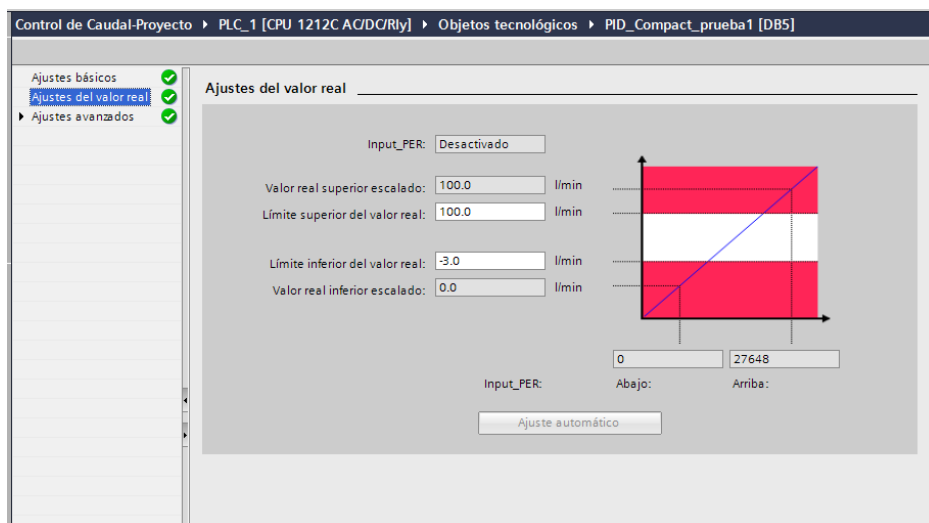 Control de Caudal-Proyecto ▸ PLC_1 [CPU 1212C AC/DC/Rly] ▸ Objetos tecnológicos ▸ PID_Compact_prueba1 [DB5]
Ajustes básicos
Ajustes del valor real
Ajustes avanzados
Ajustes del valor real
Input_PER: Desactivado
Valor real superior escalado: 100.0 l/min
Límite superior del valor real: 100.0 l/min
Límite inferior del valor real: -3.0 l/min
Valor real inferior escalado: 0.0 l/min
0 27648
Input_PER: Abajo: Arriba:
Ajuste automático